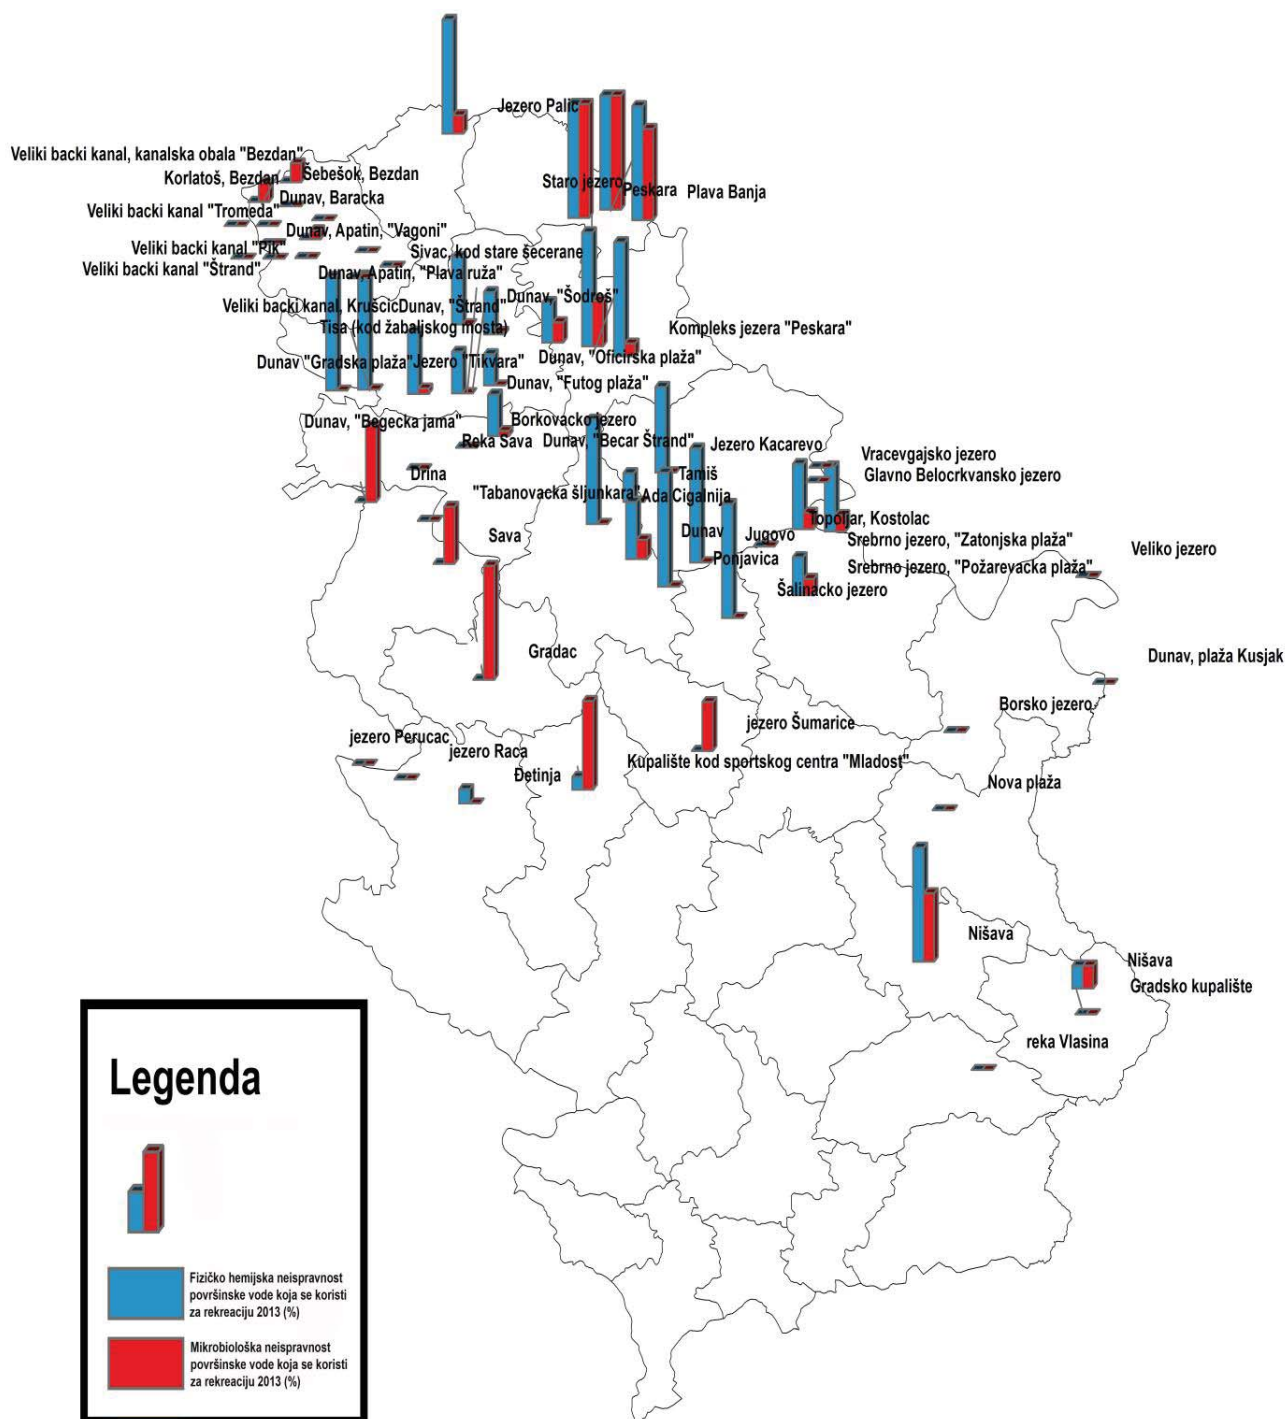 Jezero Palic
Veliki backi kanal, kanalska obala "Bezdan"
Šebešok, Bezdan
Korlatoš, Bezdan
Staro jezero
Peskara
Plava Banja
Dunav, Baracka
Veliki backi kanal "Tromeda"
Dunav, Apatin, "Vagoni"
Veliki backi kanal "Pik"
Sivac, kod stare šecerane
Veliki backi kanal "Štrand"
Dunav, Apatin, "Plava ruža"
Dunav, "Šodroš"
Veliki backi kanal, Krušcic
Dunav, "Štrand"
Tisa (kod žabaljskog mosta)
Kompleks jezera "Peskara"
Dunav, "Oficirska plaža"
Dunav "Gradska plaža"
Jezero "Tikvara"
Dunav, "Futog plaža"
Dunav, "Begecka jama"
Borkovacko jezero
Reka Sava
Dunav, "Becar Štrand"
Jezero Kacarevo
Vracevgajsko jezero
Glavno Belocrkvansko jezero
Drina
Tamiš
"Tabanovacka šljunkara"
Ada Cigalnija
Topoljar, Kostolac
Sava
Dunav
Jugovo
Srebrno jezero, "Zatonjska plaža"
Veliko jezero
Ponjavica
Srebrno jezero, "Požarevacka plaža"
Šalinacko jezero
Gradac
Dunav, plaža Kusjak
Borsko jezero
jezero Šumarice
jezero Perucac
jezero Raca
Kupalište kod sportskog centra "Mladost"
Đetinja
Nova plaža
Nišava
Nišava
Gradsko kupalište
reka Vlasina
Legenda
Fizičko hemijska neispravnost
površinske vode koja se koristi
za rekreaciju 2013 (%)
Mikrobiološka neispravnost
površinske vode koja se koristi
za rekreaciju 2013 (%)